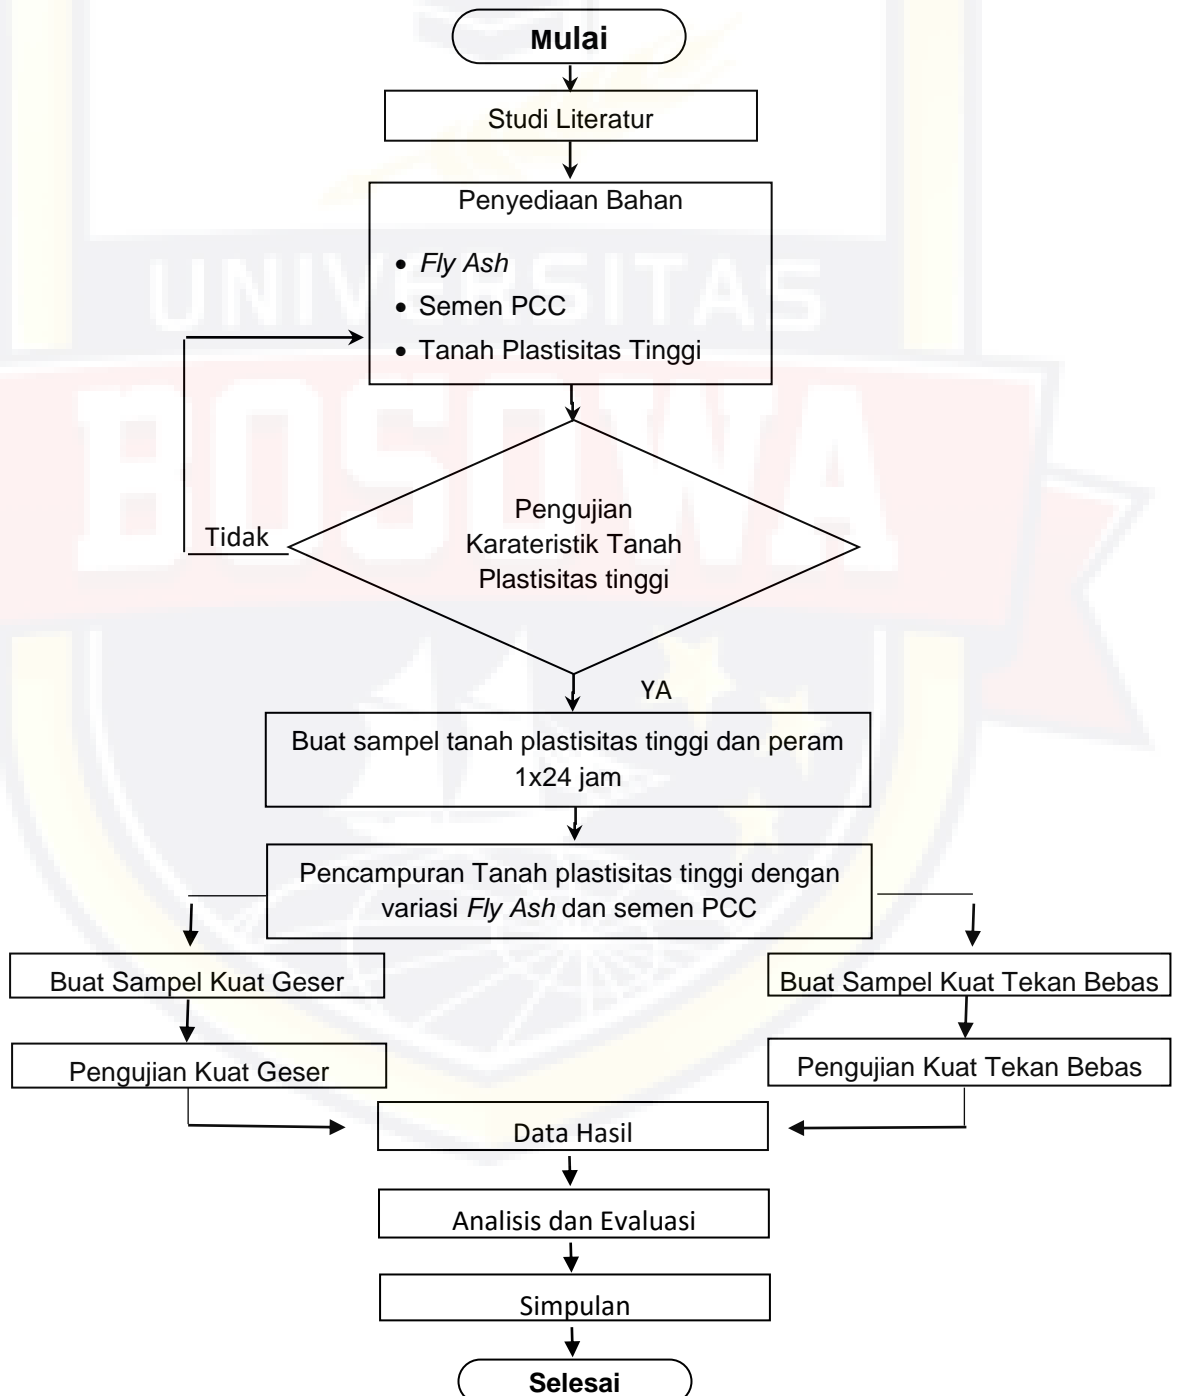 Mulai
Studi Literatur
Penyediaan Bahan
• Fly Ash
• Semen PCC
• Tanah Plastisitas Tinggi
UNIVERSITAS
BOSOWA
Pengujian
Karateristik Tanah
Plastisitas tinggi
Tidak
YA
Buat sampel tanah plastisitas tinggi dan peram
1x24 jam
Pencampuran Tanah plastisitas tinggi dengan
variasi Fly Ash dan semen PCC
Buat Sampel Kuat Geser
Buat Sampel Kuat Tekan Bebas
Pengujian Kuat Geser
Pengujian Kuat Tekan Bebas
Data Hasil
Analisis dan Evaluasi
Simpulan
Selesai